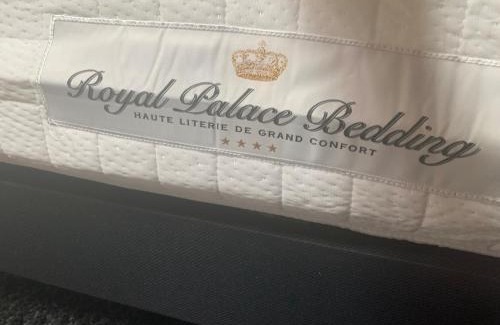 Royal Palace Bedding
HAUTE LITERIE DE GRAND CONFORT